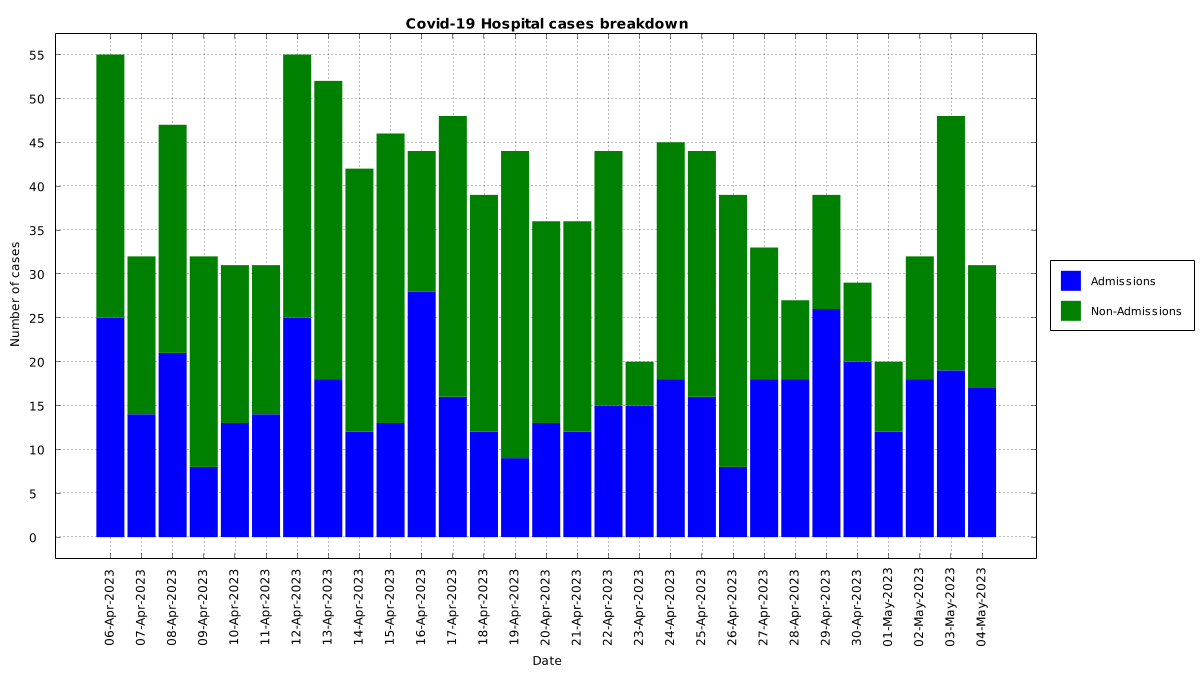 Covid-19 Hospital cases breakdown
55
50
45
40
35
30
25
20
15
10
5
0
Number of cases
06-Apr-2023
07-Apr-2023
08-Apr-2023
09-Apr-2023
10-Apr-2023
11-Apr-2023
12-Apr-2023
13-Apr-2023
14-Apr-2023
15-Apr-2023
16-Apr-2023
17-Apr-2023
18-Apr-2023
19-Apr-2023
20-Apr-2023
21-Apr-2023
22-Apr-2023
23-Apr-2023
24-Apr-2023
25-Apr-2023
26-Apr-2023
27-Apr-2023
28-Apr-2023
29-Apr-2023
30-Apr-2023
01-May-2023
02-May-2023
03-May-2023
04-May-2023
Date
Admissions
Non-Admissions